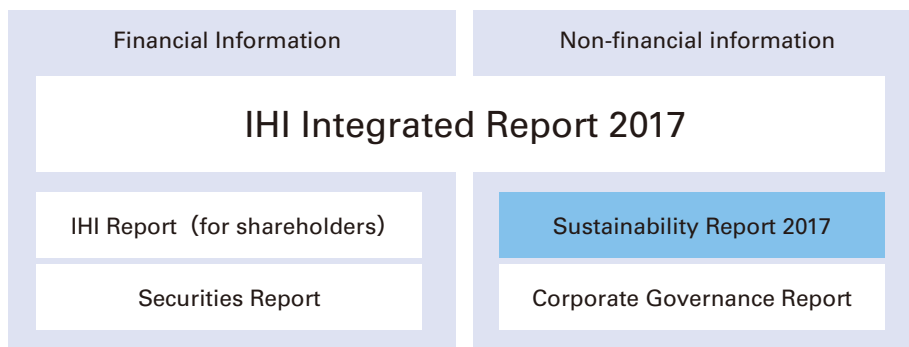 Financial Information
Non-financial information
IHI Integrated Report 2017
IHI Report (for shareholders)
Sustainability Report 2017
Securities Report
Corporate Governance Report